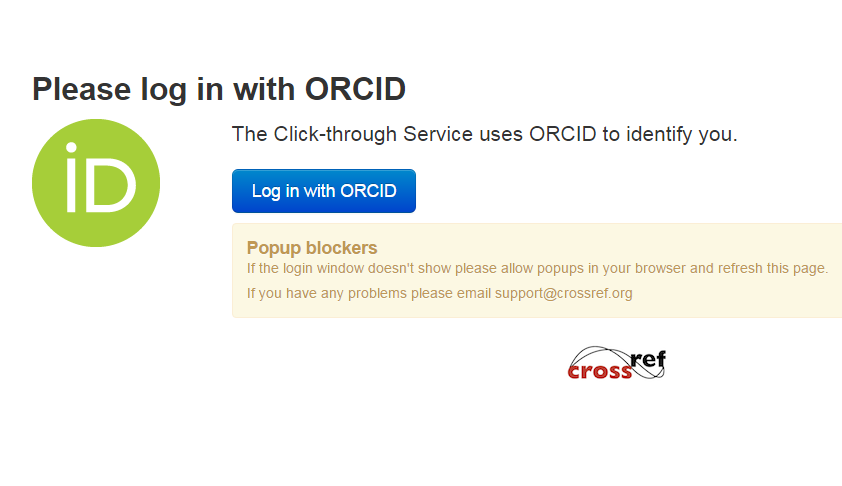 Please log in with ORCID
iD
The Click-through Service uses ORCID to identify you.
Log in with ORCID
Popup blockers
If the login window doesn't show please allow popups in your browser and refresh this page.
If you have any problems please email support@crossref.org
crossref